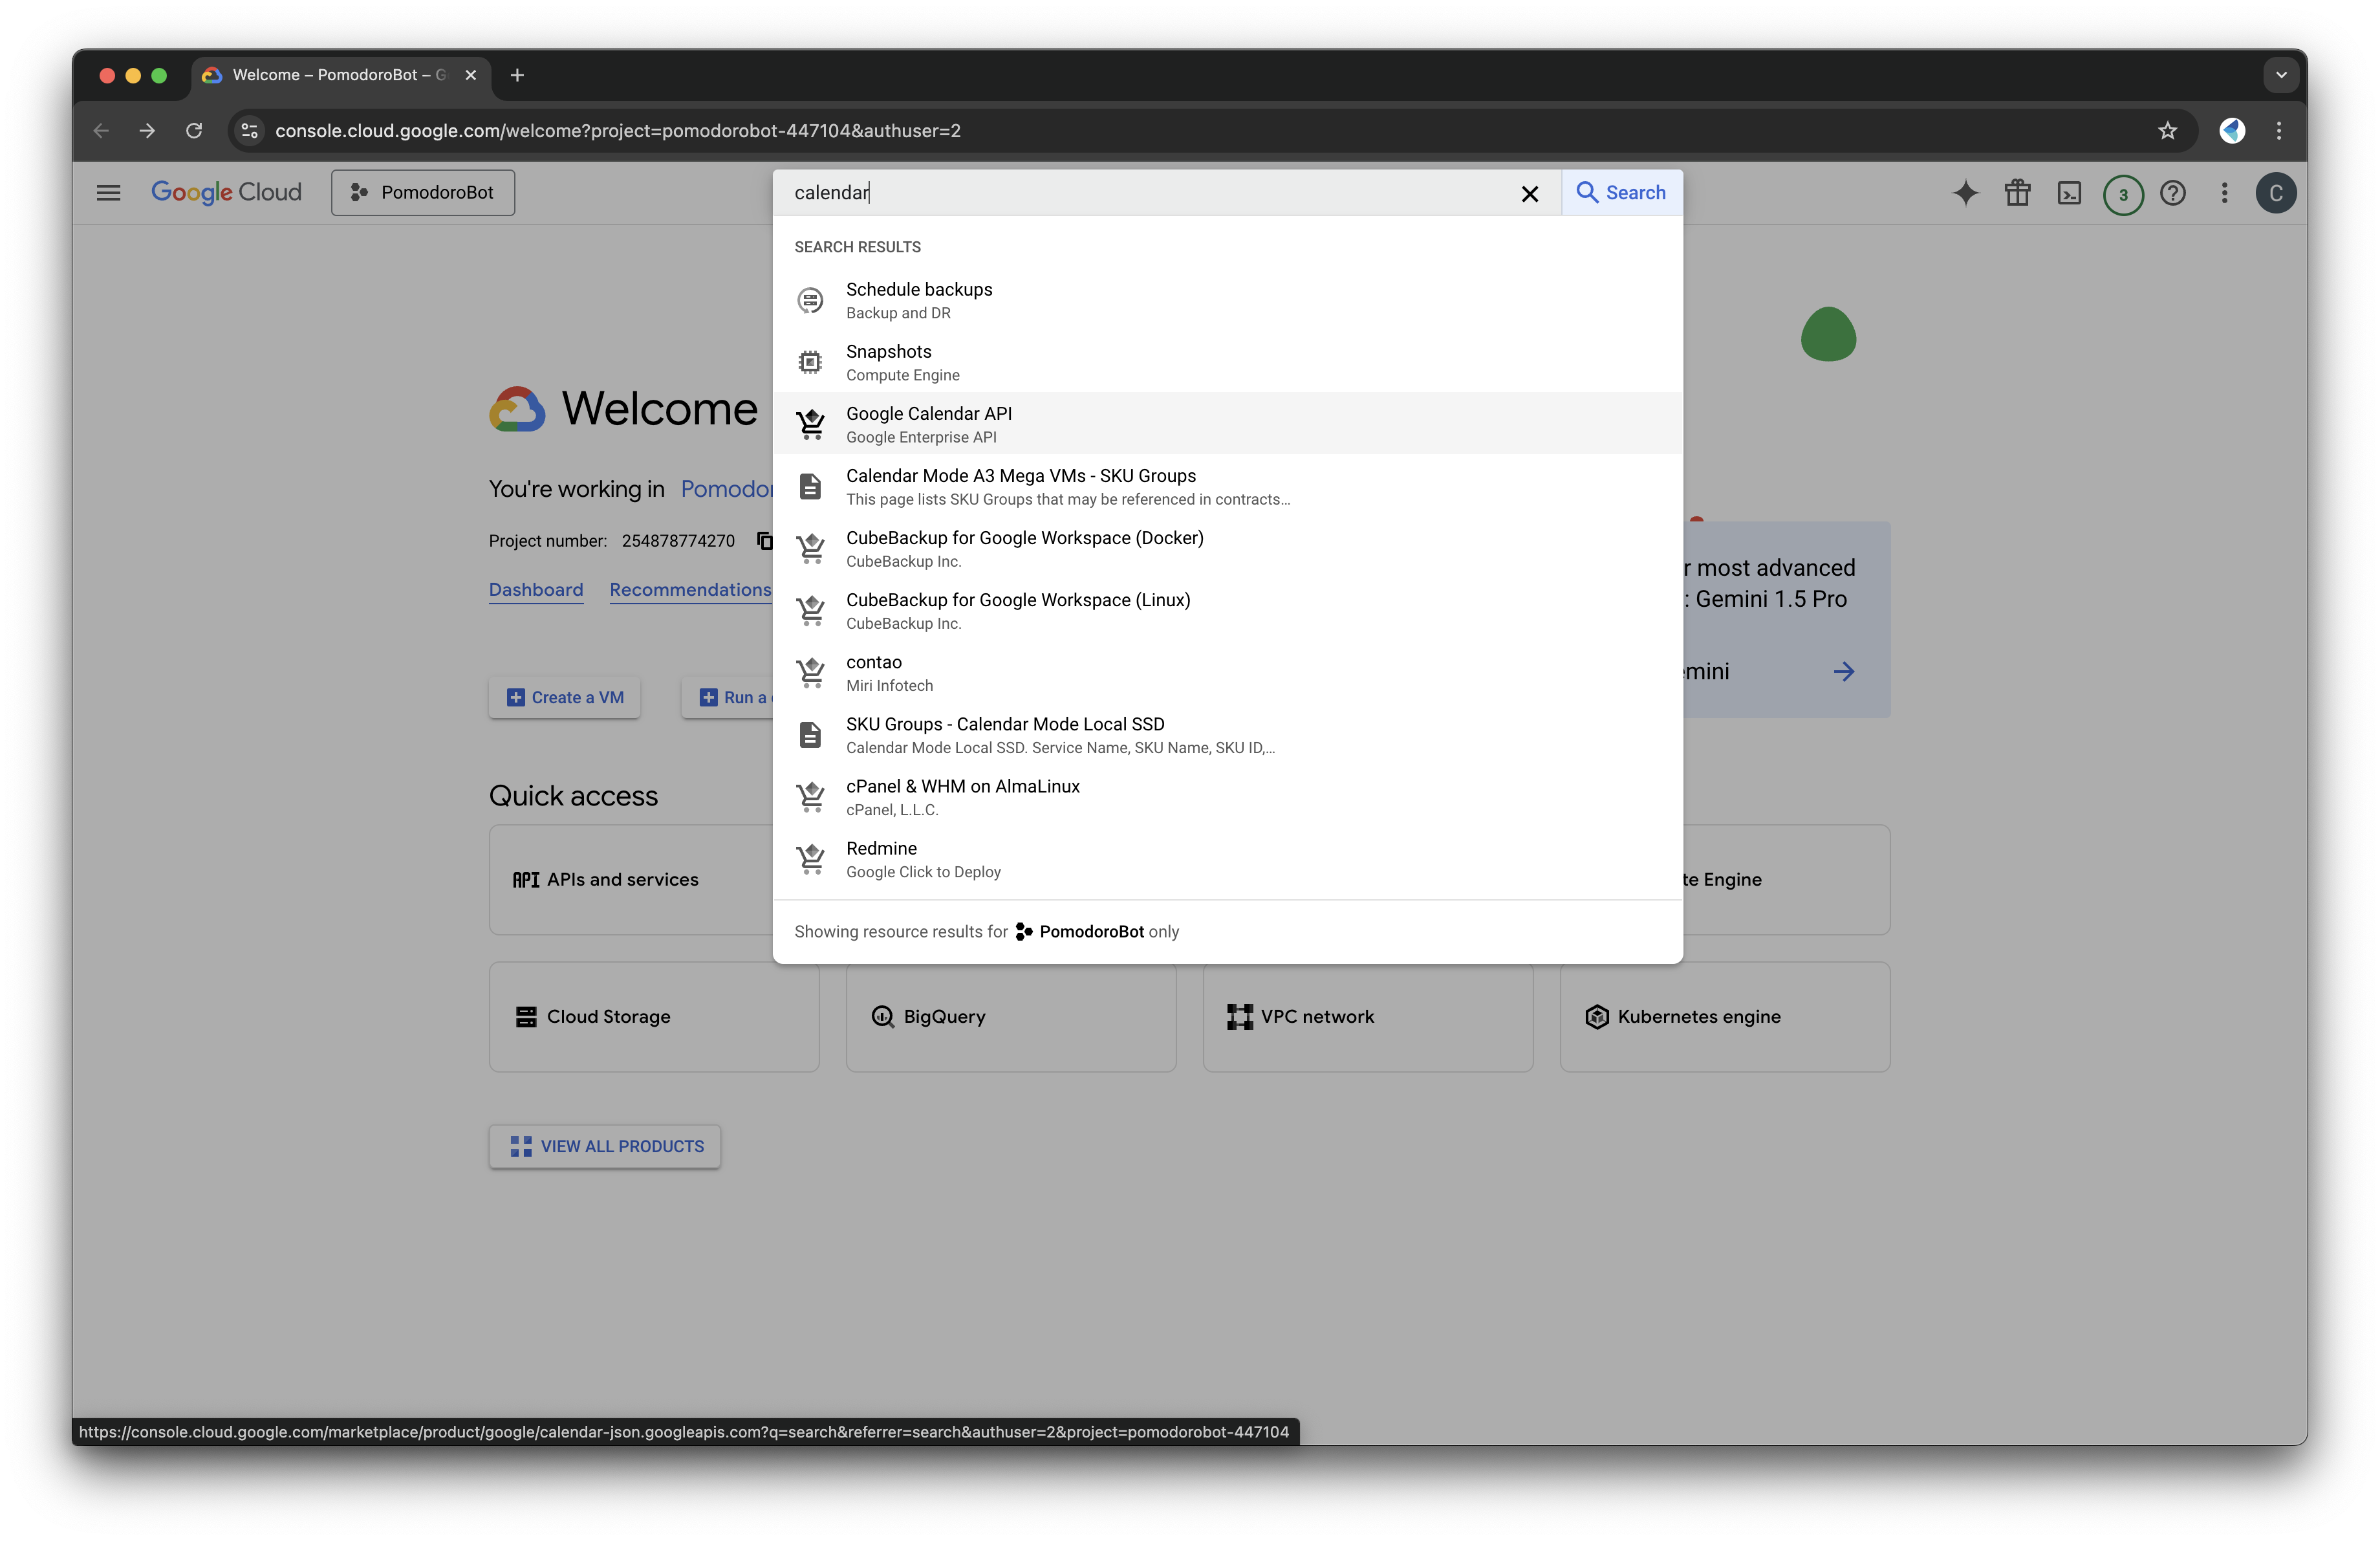 Welcome – PomodoroBot – G
console.cloud.google.com/welcome?project=pomodorobot-447104&authuser=2
Google Cloud
PomodoroBot
calendar
Search
3
C
SEARCH RESULTS
Schedule backups
Backup and DR
Snapshots
Compute Engine
Google Calendar API
Google Enterprise API
Calendar Mode A3 Mega VMs - SKU Groups
This page lists SKU Groups that may be referenced in contracts...
CubeBackup for Google Workspace (Docker)
CubeBackup Inc.
CubeBackup for Google Workspace (Linux)
CubeBackup Inc.
contao
Miri Infotech
SKU Groups - Calendar Mode Local SSD
Calendar Mode Local SSD. Service Name, SKU Name, SKU ID,...
cPanel & WHM on AlmaLinux
cPanel, L.L.C.
Redmine
Google Click to Deploy
Showing resource results for PomodoroBot only
Welcome
You're working in Pomodor
Project number: 254878774270
Dashboard Recommendations
r most advanced
: Gemini 1.5 Pro
emini
Create a VM
Run a
Quick access
API APIs and services
te Engine
Cloud Storage
BigQuery
VPC network
Kubernetes engine
VIEW ALL PRODUCTS
https://console.cloud.google.com/marketplace/product/google/calendar-json.googleapis.com?q=search&referrer=search&authuser=2&project=pomodorobot-447104